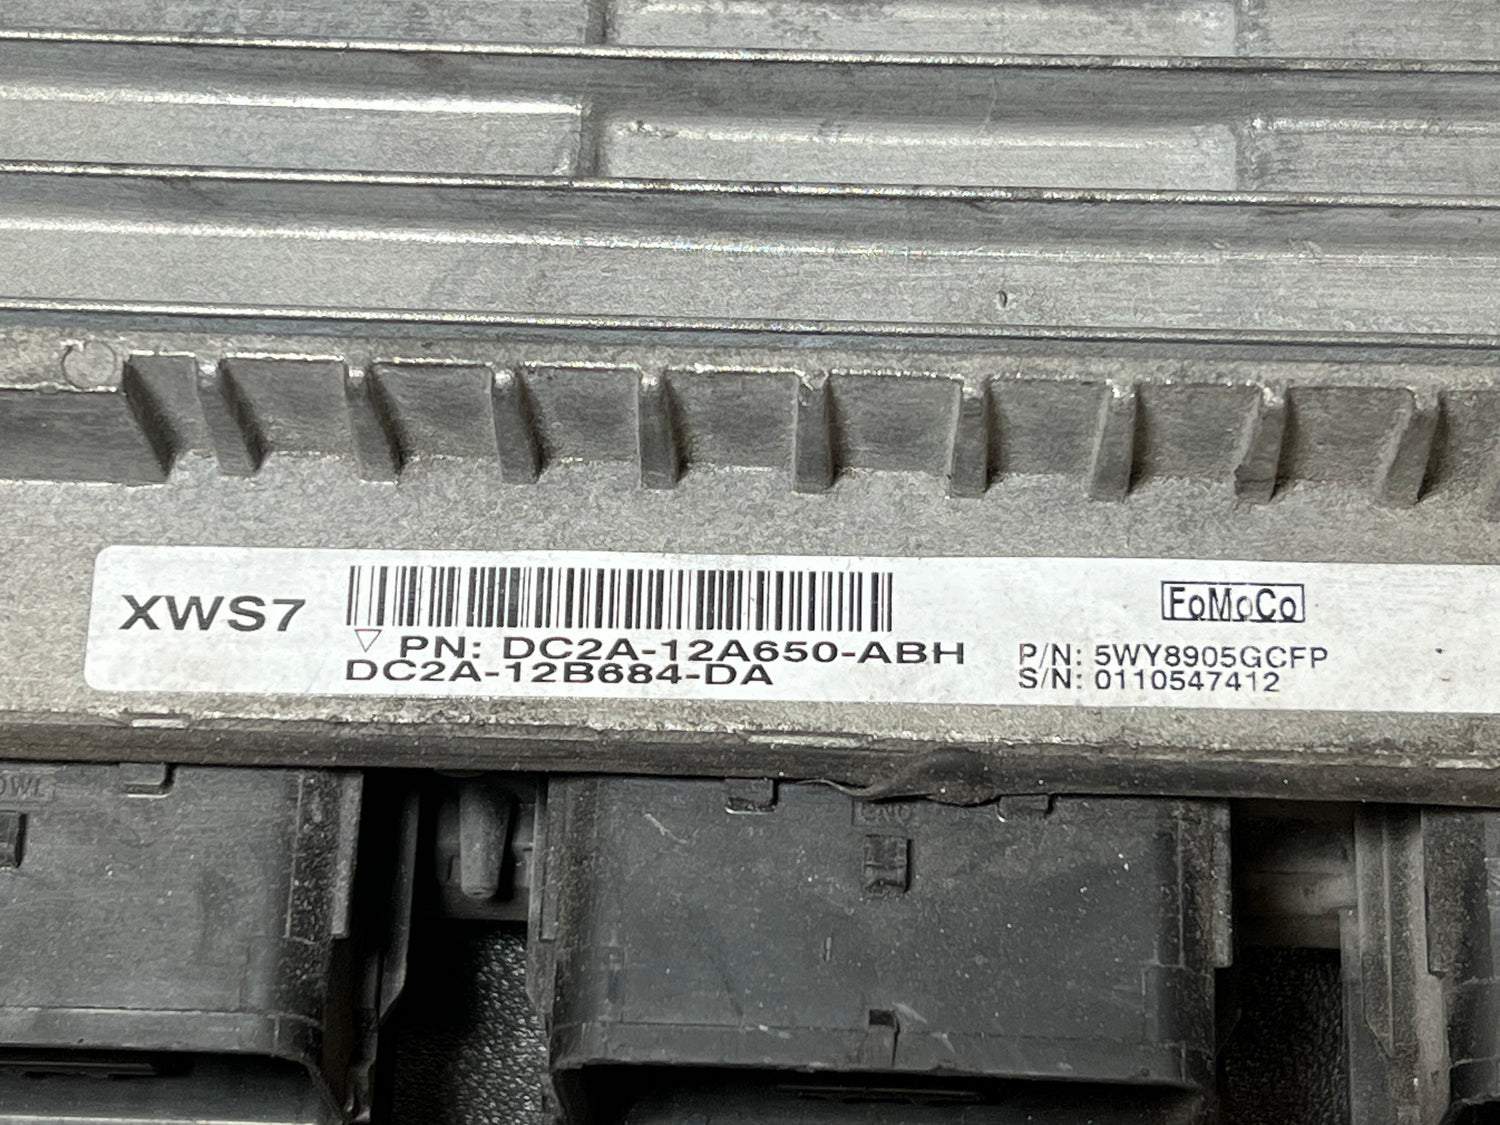 XWS7
PN: DC2A-12A650-ABH
DC2A-12B684-DA
FoMoCo
P/N: 5WY8905GCFP
S/N: 0110547412